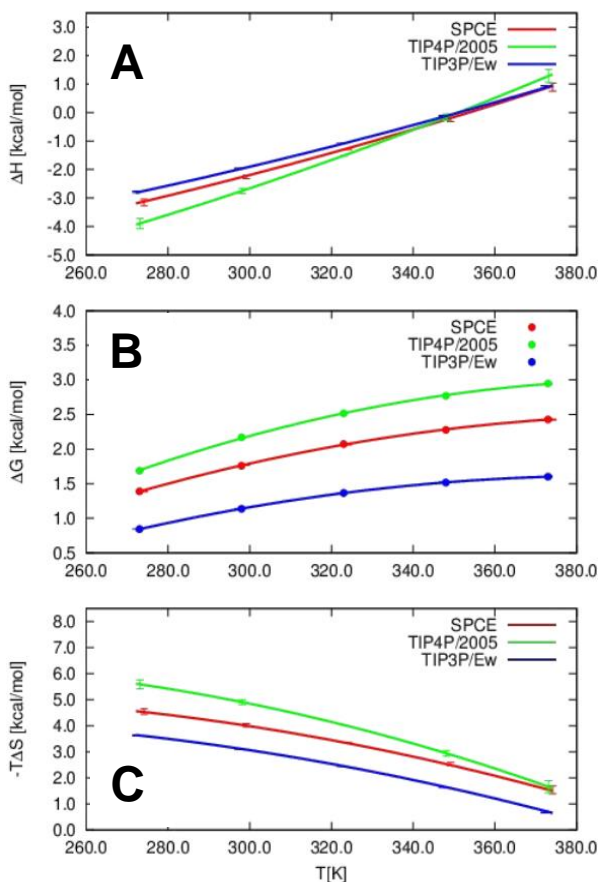 3.0
2.0
1.0
0.0
-1.0
-2.0
-3.0
-4.0
-5.0
ΔH [kcal/mol]
A
SPCE
TIP4P/2005
TIP3P/Ew
260.0 280.0 300.0 320.0 340.0 360.0 380.0
4.0
3.5
3.0
2.5
2.0
1.5
1.0
0.5
ΔG [kcal/mol]
B
SPCE
TIP4P/2005
TIP3P/Ew
260.0 280.0 300.0 320.0 340.0 360.0 380.0
8.0
7.0
6.0
5.0
4.0
3.0
2.0
1.0
0.0
-TΔS [kcal/mol]
C
SPCE
TIP4P/2005
TIP3P/Ew
260.0 280.0 300.0 320.0 340.0 360.0 380.0
T[K]